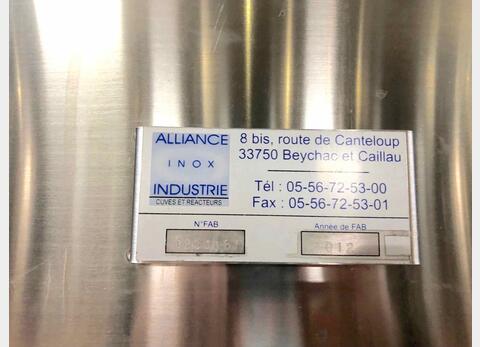 ALLIANCE
INOX
INDUSTRIE
CUVES ET RÉACTEURS
8 bis, route de Canteloup
33750 Beychac et Caillau
Tél : 05-56-72-53-00
Fax : 05-56-72-53-01
N°FAB
Année de FAB